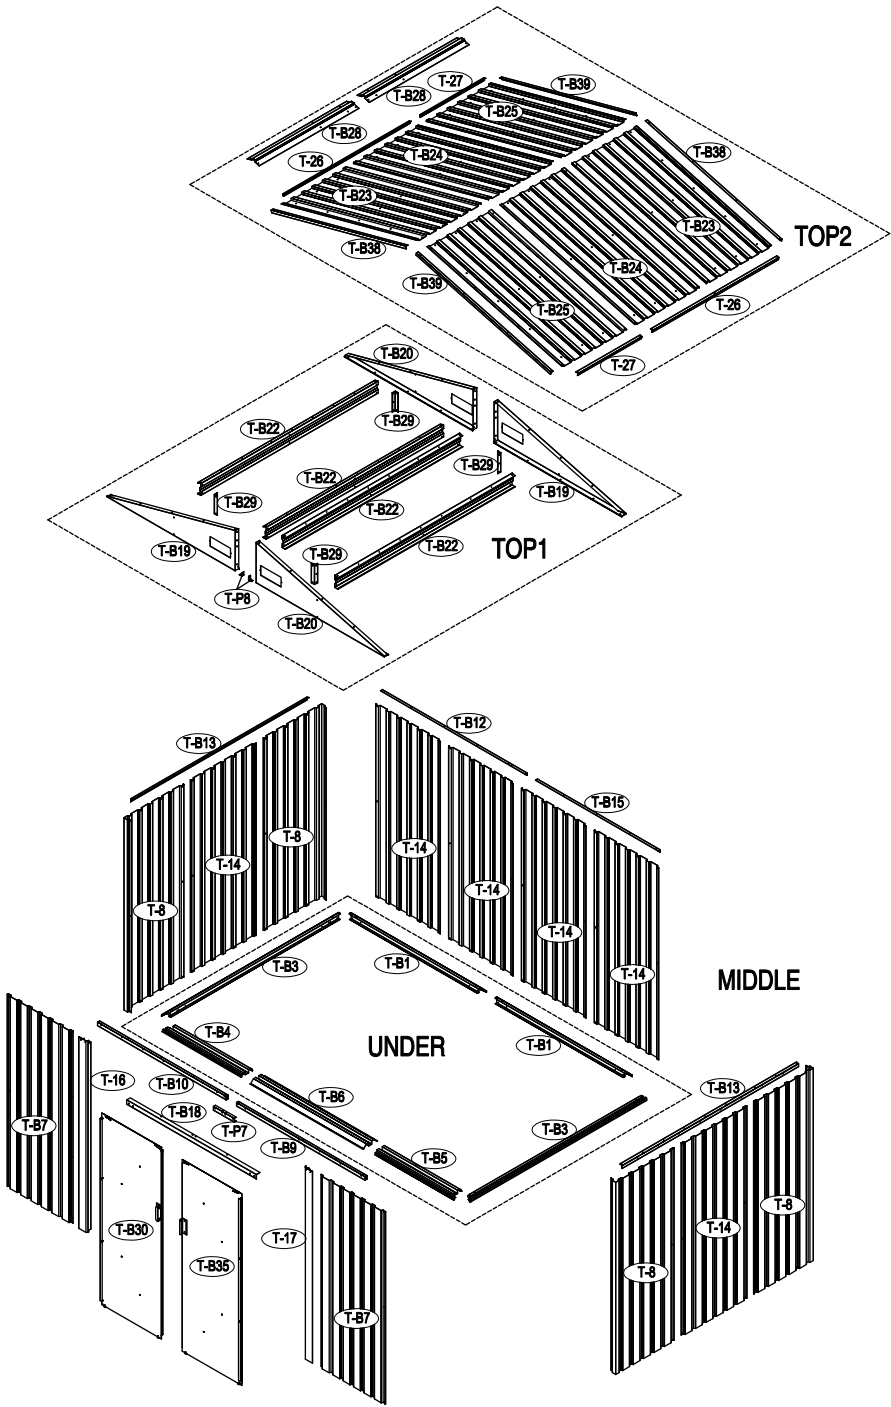 T-27
T-B39
T-B28
T-B25
T-B28
T-26
T-B24
T-B38
T-B23
T-B23
TOP2
T-B38
T-B24
T-B39
T-26
T-B25
T-27
T-B20
T-B29
T-B22
T-B22
T-B29
T-B19
T-B29
T-B22
T-B22
TOP1
T-B19
T-B29
T-P8
T-B20
T-B12
T-B13
T-B15
T-8
T-14
T-14
T-14
T-8
T-14
T-14
T-B3
T-B1
MIDDLE
T-B4
UNDER
T-B1
T-16
T-B10
T-B6
T-B13
T-B18
T-B7
T-P7
T-B9
T-B3
T-B5
T-8
T-B30
T-17
T-14
T-B35
T-8
T-B7